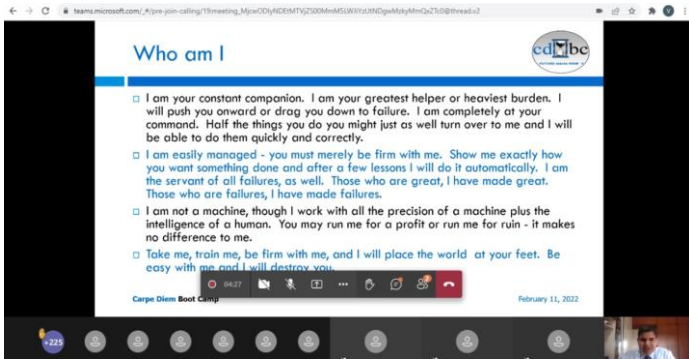 teams.microsoft.com/_#/pre-join-calling/
Who am I
cd bc
I am your constant companion. I am your greatest helper or heaviest burden. I
will push you onward or drag you down to failure. I am completely at your
command. Half the things you do you might just as well turn over to me and I will
be able to do them quickly and correctly.
I am easily managed - you must merely be firm with me. Show me exactly how
you want something done and after a few lessons I will do it automatically. I am
the servant of all failures, as well. Those who are great, I have made great.
Those who are failures, I have made failures.
I am not a machine, though I work with all the precision of a machine plus the
intelligence of a human. You may run me for a profit or run me for ruin - it makes
no difference to me.
Take me, train me, be firm with me, and I will place the world at your feet. Be
easy with me and I will destroy you.
04:27
2
Carpe Diem Boot Camp
February 11, 2022
+225
V